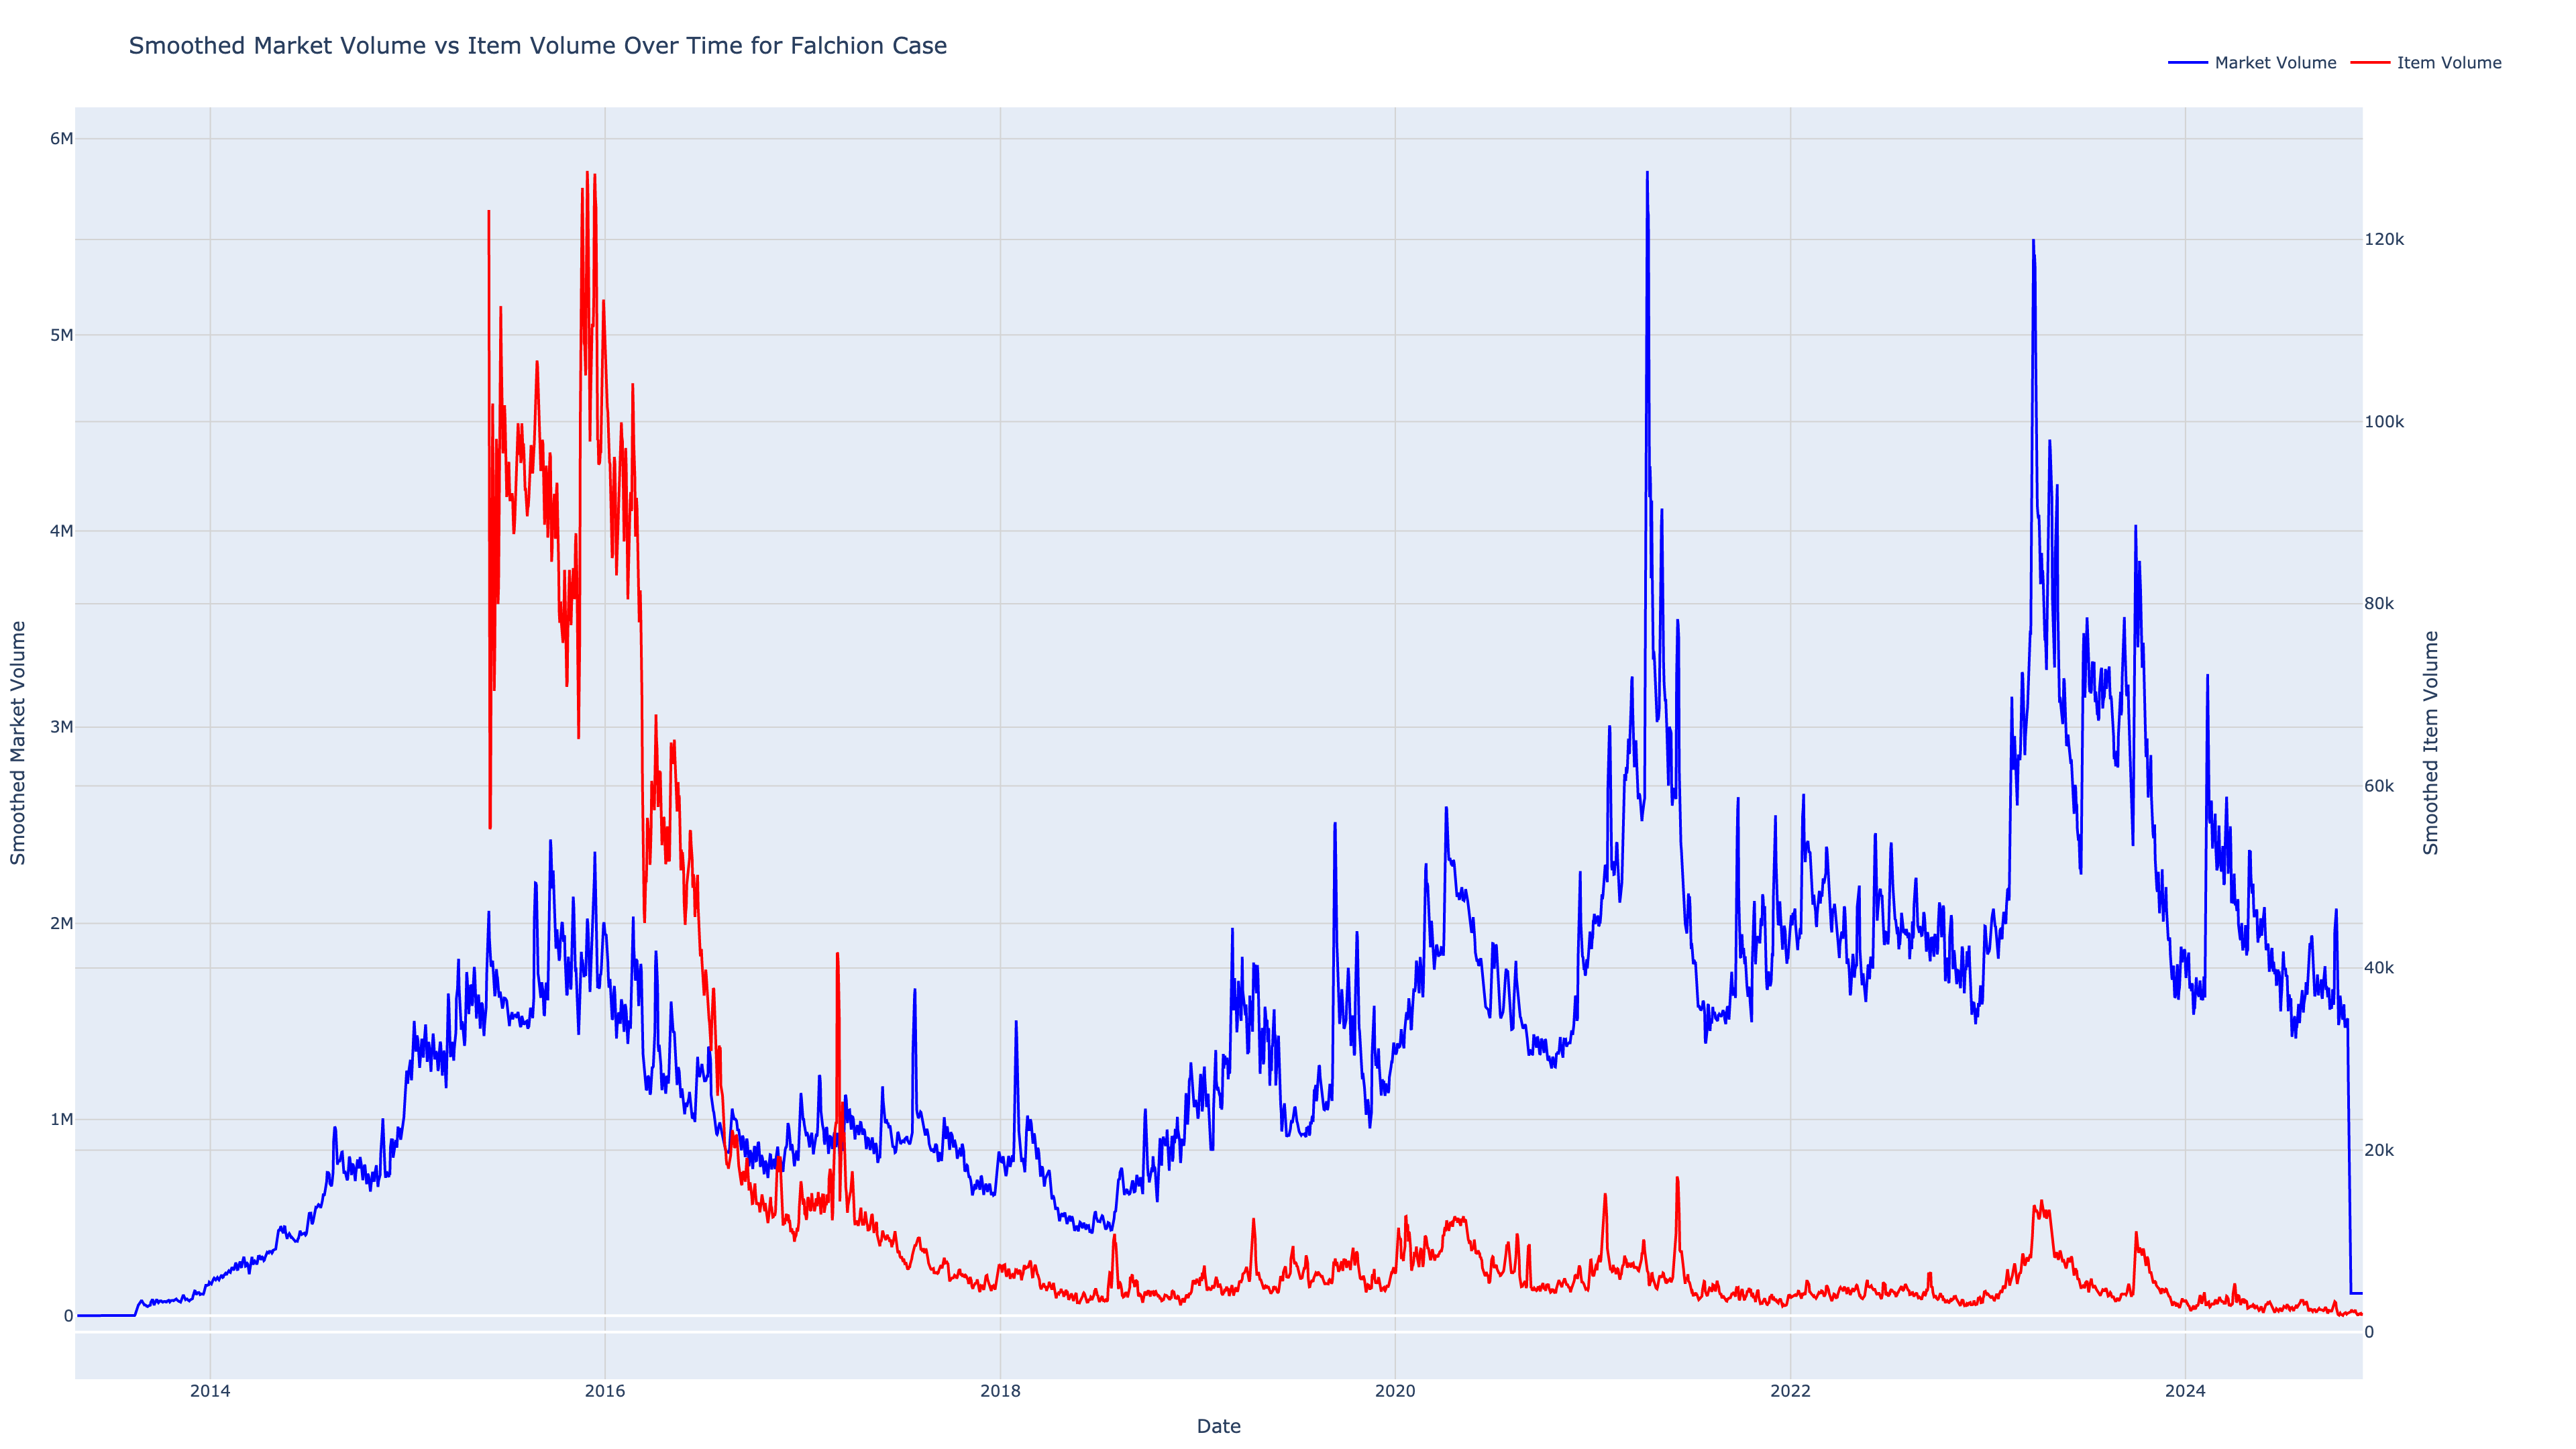 Smoothed Market Volume vs Item Volume Over Time for Falchion Case
Market Volume
Item Volume
6M
5M
4M
3M
2M
1M
0
Smoothed Market Volume
120k
100k
80k
60k
40k
20k
0
Smoothed Item Volume
2014
2016
2018
2020
2022
2024
Date